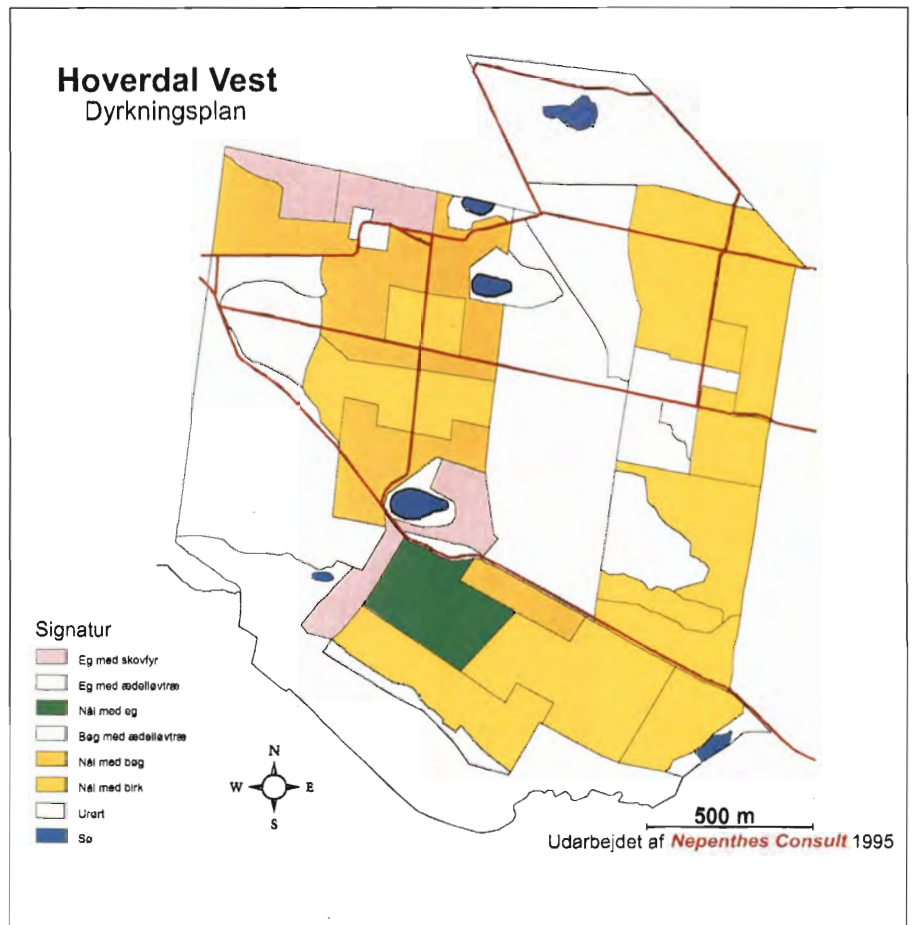 Hoverdal Vest
Dyrkningsplan
Signatur
Eg med skovfyr
Eg med ædelløvtræ
Nål med eg
Bøg med ædelløvtræ
Nål med bøg
Nål med birk
Urørt
Sø
N
W E
S
500 m
Udarbejdet af Nepenthes Consult 1995